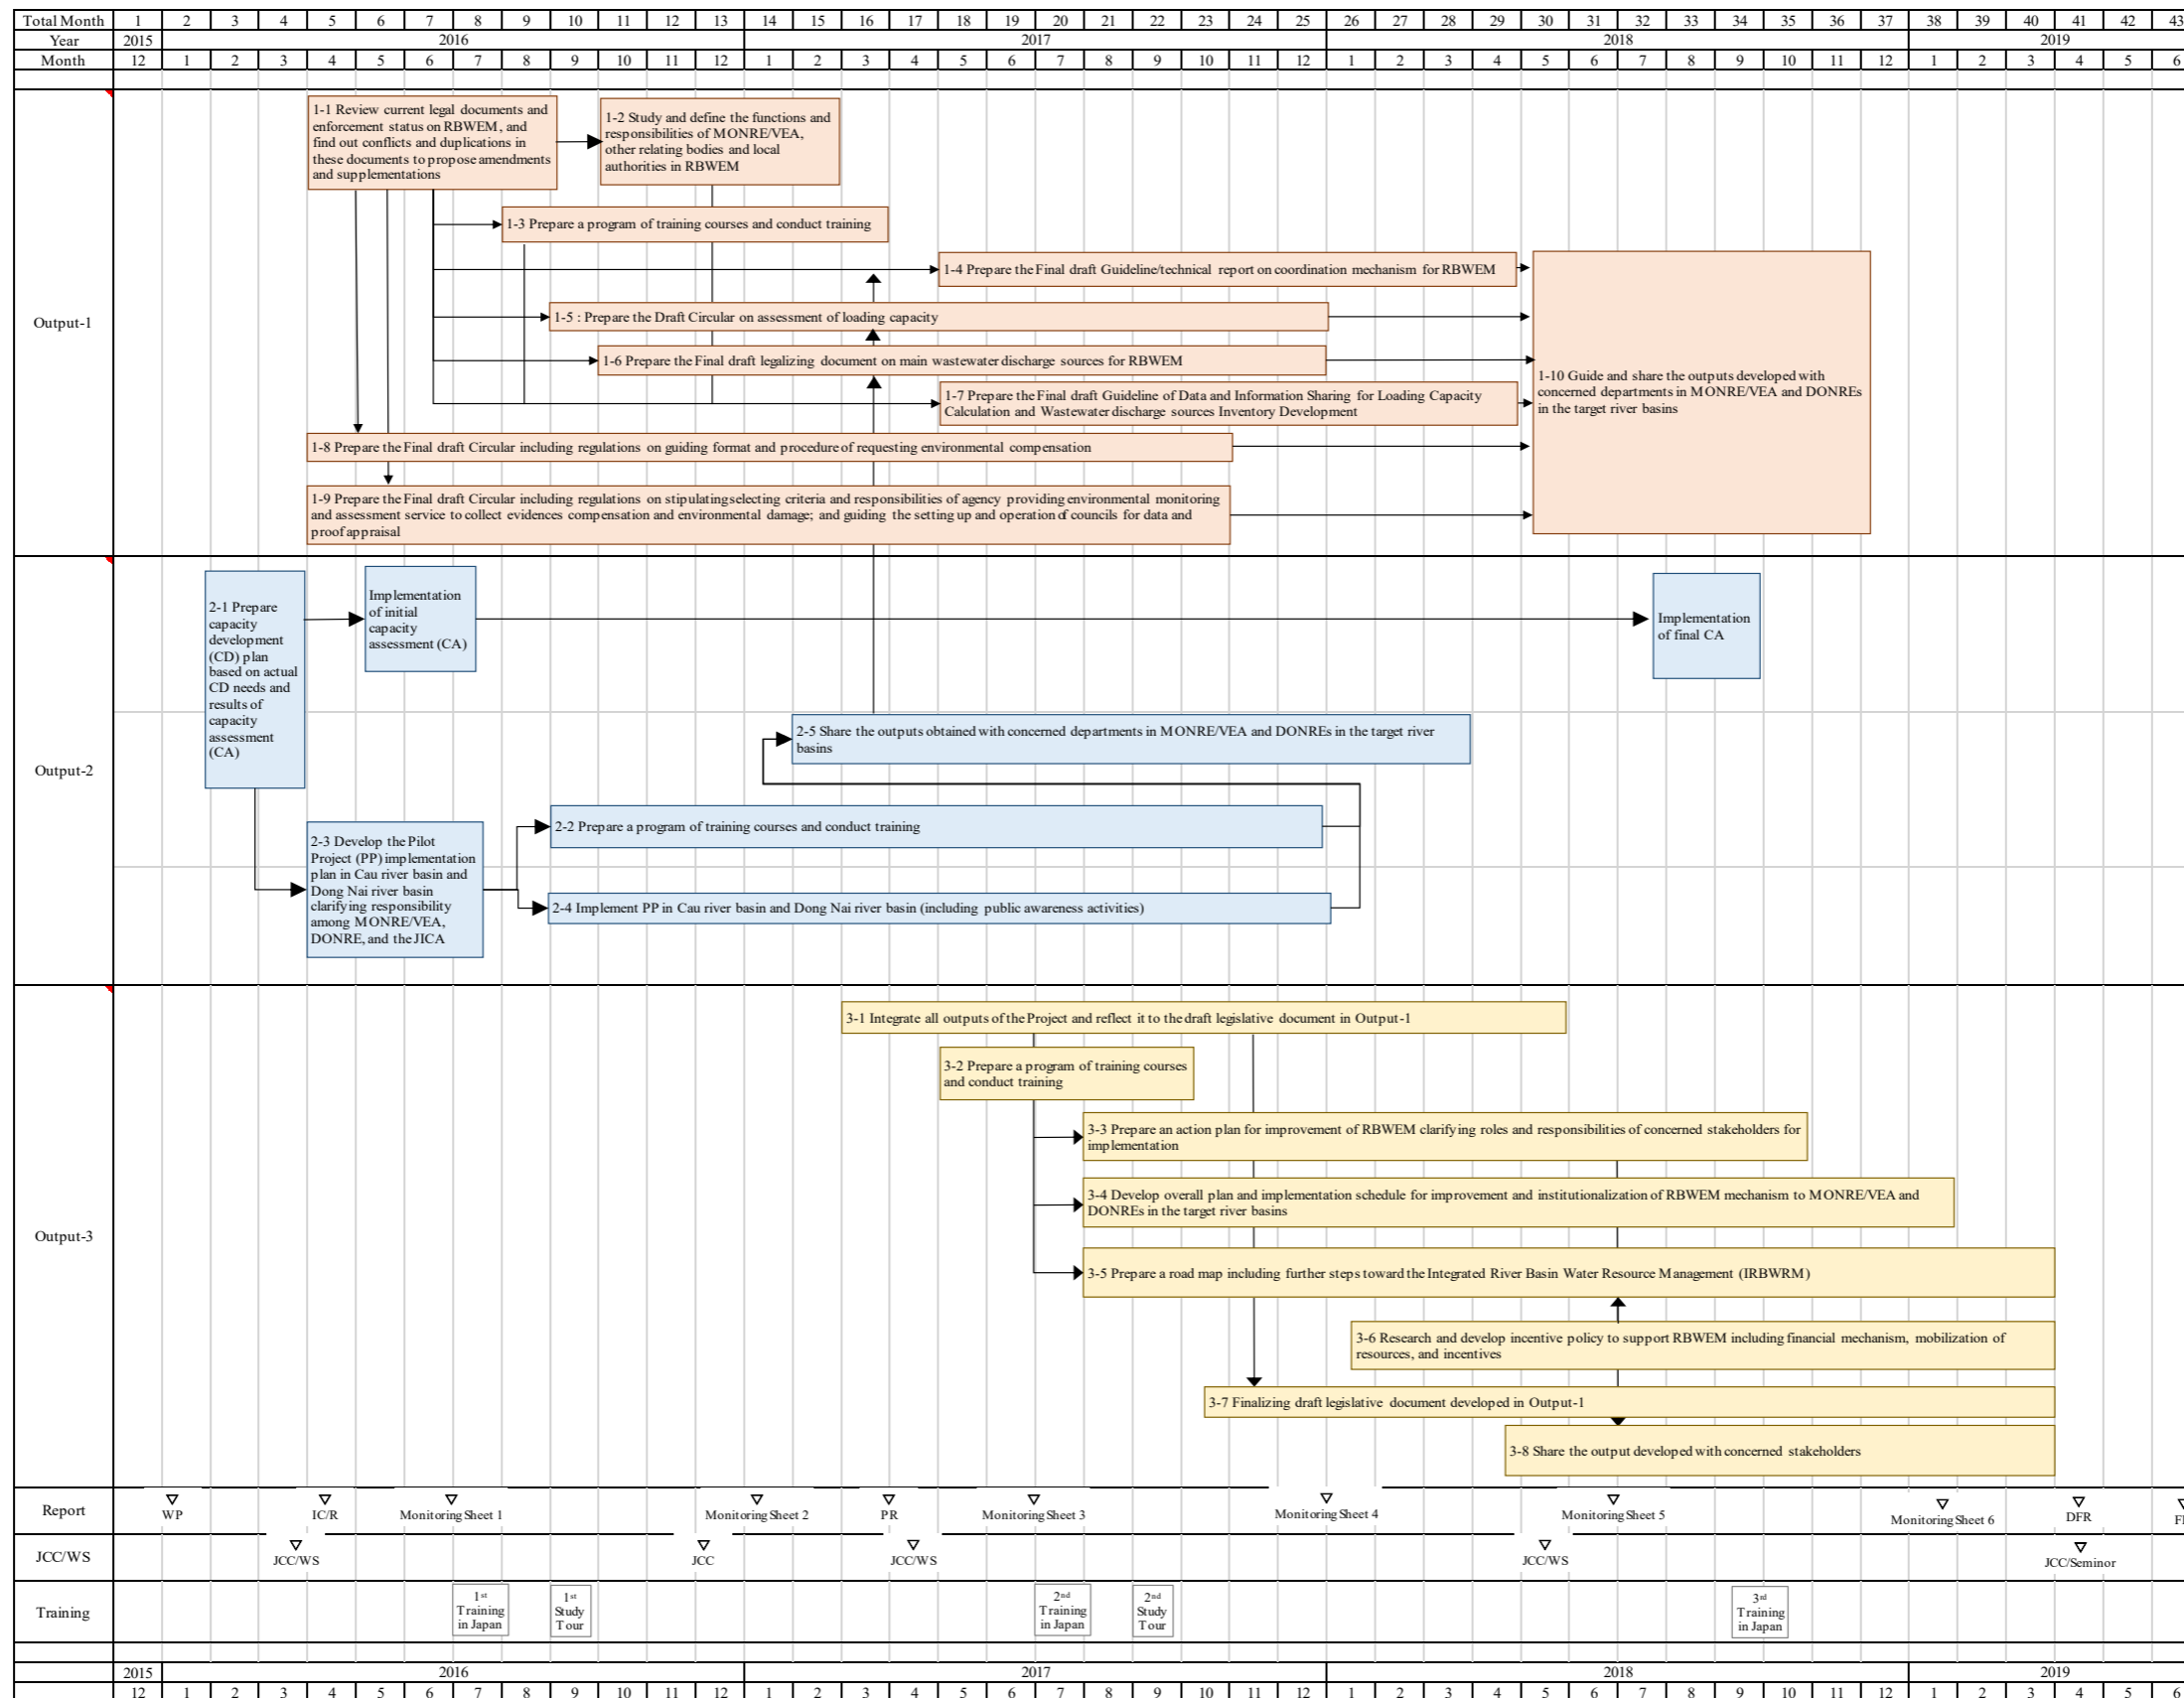 Total Month 1 2 3 4 5 6 7 8 9 10 11 12 13 14 15 16 17 18 19 20 21 22 23 24 25 26 27 28 29 30 31 32 33 34 35 36 37 38 39 40 41 42 43
Year 2015 2016 2017 2018 2019
Month 12 1 2 3 4 5 6 7 8 9 10 11 12 1 2 3 4 5 6 7 8 9 10 11 12 1 2 3 4 5 6 7 8 9 10 11 12 1 2 3 4 5 6
Output-1
1-1 Review current legal documents and
enforcement status on RBWEM, and
find out conflicts and duplications in
these documents to propose amendments
and supplementations
1-2 Study and define the functions and
responsibilities of MONRE/VEA,
other relating bodies and local
authorities in RBWEM
1-3 Prepare a program of training courses and conduct training
1-4 Prepare the Final draft Guideline/technical report on coordination mechanism for RBWEM
1-5 : Prepare the Draft Circular on assessment of loading capacity
1-6 Prepare the Final draft legalizing document on main wastewater discharge sources for RBWEM
1-7 Prepare the Final draft Guideline of Data and Information Sharing for Loading Capacity
Calculation and Wastewater discharge sources Inventory Development
1-8 Prepare the Final draft Circular including regulations on guiding format and procedure of requesting environmental compensation
1-9 Prepare the Final draft Circular including regulations on stipulating selecting criteria and responsibilities of agency providing environmental monitoring
and assessment service to collect evidences compensation and environmental damage; and guiding the setting up and operation of councils for data and
proof appraisal
1-10 Guide and share the outputs developed with
concerned departments in MONRE/VEA and DONREs
in the target river basins
Output-2
2-1 Prepare
capacity
development
(CD) plan
based on actual
CD needs and
results of
capacity
assessment
(CA)
Implementation
of initial
capacity
assessment (CA)
Implementation
of final CA
2-5 Share the outputs obtained with concerned departments in MONRE/VEA and DONREs in the target river
basins
2-2 Prepare a program of training courses and conduct training
2-3 Develop the Pilot
Project (PP) implementation
plan in Cau river basin and
Dong Nai river basin
clarifying responsibility
among MONRE/VEA,
DONRE, and the JICA
2-4 Implement PP in Cau river basin and Dong Nai river basin (including public awareness activities)
Output-3
3-1 Integrate all outputs of the Project and reflect it to the draft legislative document in Output-1
3-2 Prepare a program of training courses
and conduct training
3-3 Prepare an action plan for improvement of RBWEM clarifying roles and responsibilities of concerned stakeholders for
implementation
3-4 Develop overall plan and implementation schedule for improvement and institutionalization of RBWEM mechanism to MONRE/VEA and
DONREs in the target river basins
3-5 Prepare a road map including further steps toward the Integrated River Basin Water Resource Management (IRBWRM)
3-6 Research and develop incentive policy to support RBWEM including financial mechanism, mobilization of
resources, and incentives
3-7 Finalizing draft legislative document developed in Output-1
3-8 Share the output developed with concerned stakeholders
Report
WP IC/R Monitoring Sheet 1 Monitoring Sheet 2 PR Monitoring Sheet 3 Monitoring Sheet 4 Monitoring Sheet 5 Monitoring Sheet 6 DFR
JCC/WS
JCC/WS JCC JCC/WS JCC/WS JCC/Seminor
Training
1st
Training
in Japan
1st
Study
Tour
2nd
Training
in Japan
2nd
Study
Tour
3rd
Training
in Japan
2015 2016 2017 2018 2019
12 1 2 3 4 5 6 7 8 9 10 11 12 1 2 3 4 5 6 7 8 9 10 11 12 1 2 3 4 5 6 7 8 9 10 11 12 1 2 3 4 5 6